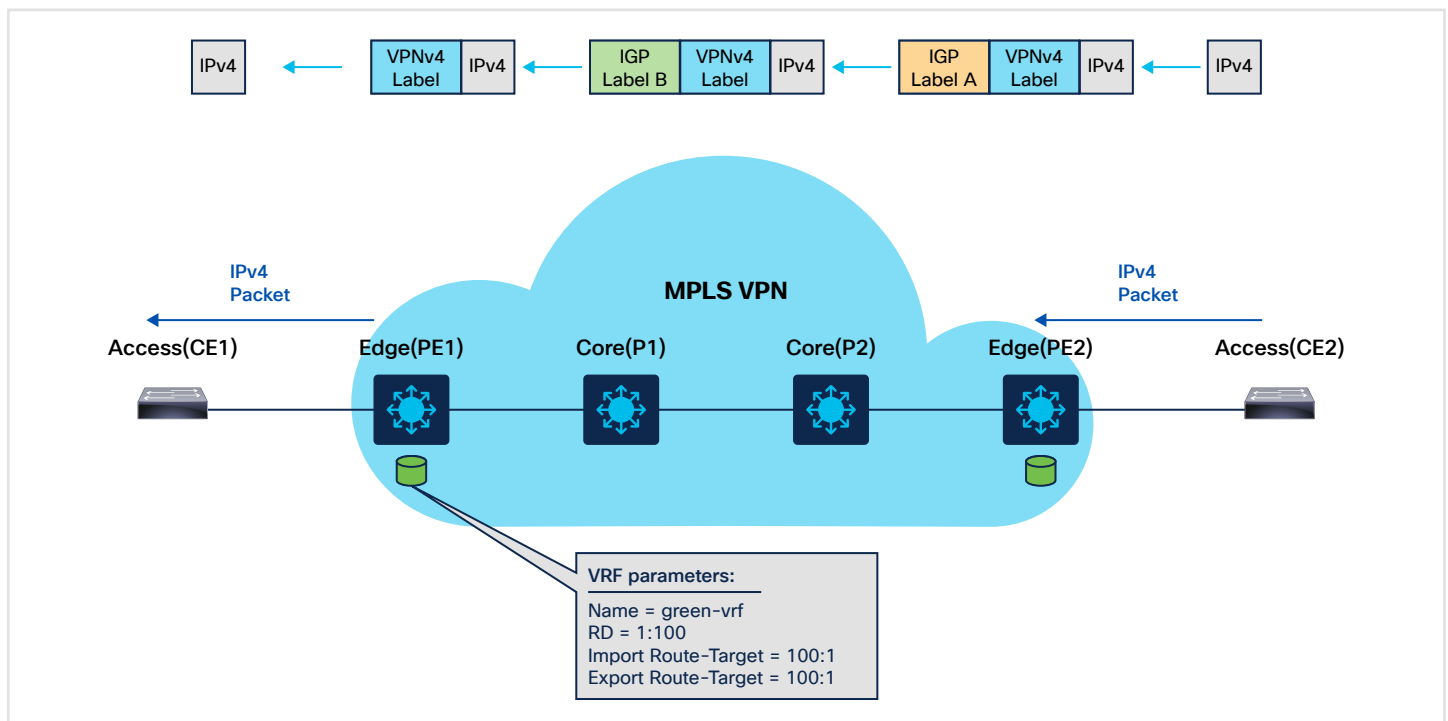 IPv4
VPNv4 Label
IPv4
IGP Label B
VPNv4 Label
IPv4
IGP Label A
VPNv4 Label
IPv4
IPv4
MPLS VPN
IPv4
Packet
IPv4
Packet
Access(CE1)
Edge(PE1)
Core(P1)
Core(P2)
Edge(PE2)
Access(CE2)
VRF parameters:
Name = green-vrf
RD = 1:100
Import Route-Target = 100:1
Export Route-Target = 100:1